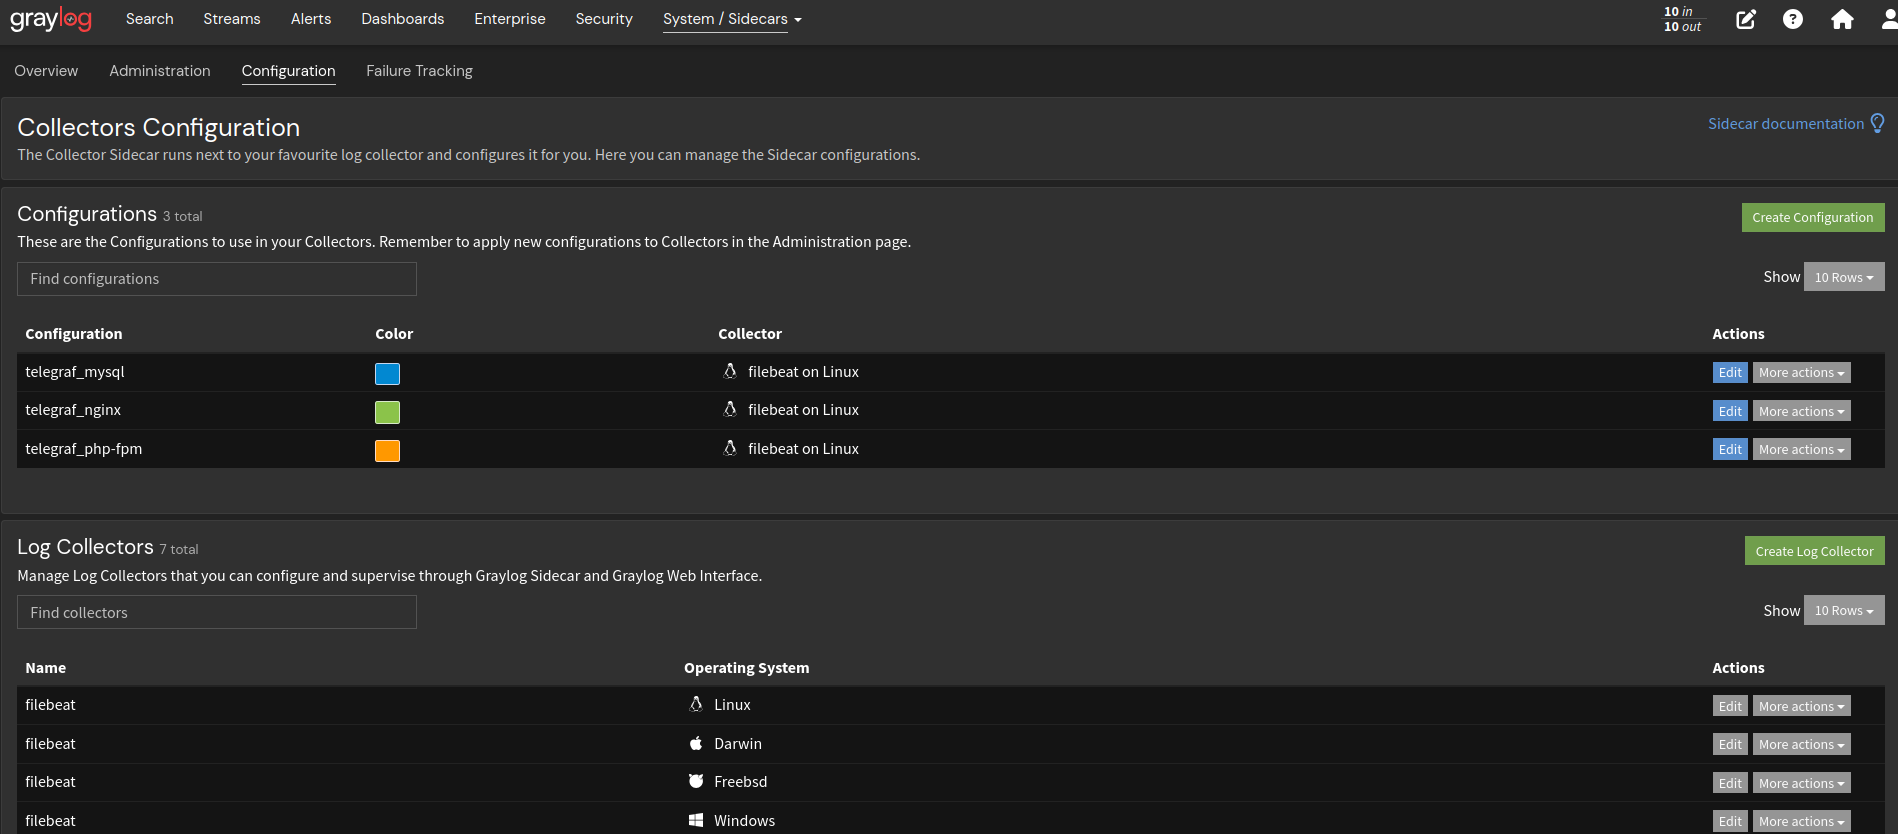 graylog Search Streams Alerts Dashboards Enterprise Security System / Sidecars 10 in
10 out
Overview Administration Configuration Failure Tracking
Collectors Configuration Sidecar documentation
The Collector Sidecar runs next to your favourite log collector and configures it for you. Here you can manage the Sidecar configurations.
Configurations 3 total Create Configuration
These are the Configurations to use in your Collectors. Remember to apply new configurations to Collectors in the Administration page.
Find configurations Show 10 Rows
Configuration Color Collector Actions
telegraf_mysql filebeat on Linux Edit More actions
telegraf_nginx filebeat on Linux Edit More actions
telegraf_php-fpm filebeat on Linux Edit More actions
Log Collectors 7 total Create Log Collector
Manage Log Collectors that you can configure and supervise through Graylog Sidecar and Graylog Web Interface.
Find collectors Show 10 Rows
Name Operating System Actions
filebeat Linux Edit More actions
filebeat Darwin Edit More actions
filebeat Freebsd Edit More actions
filebeat Windows Edit More actions